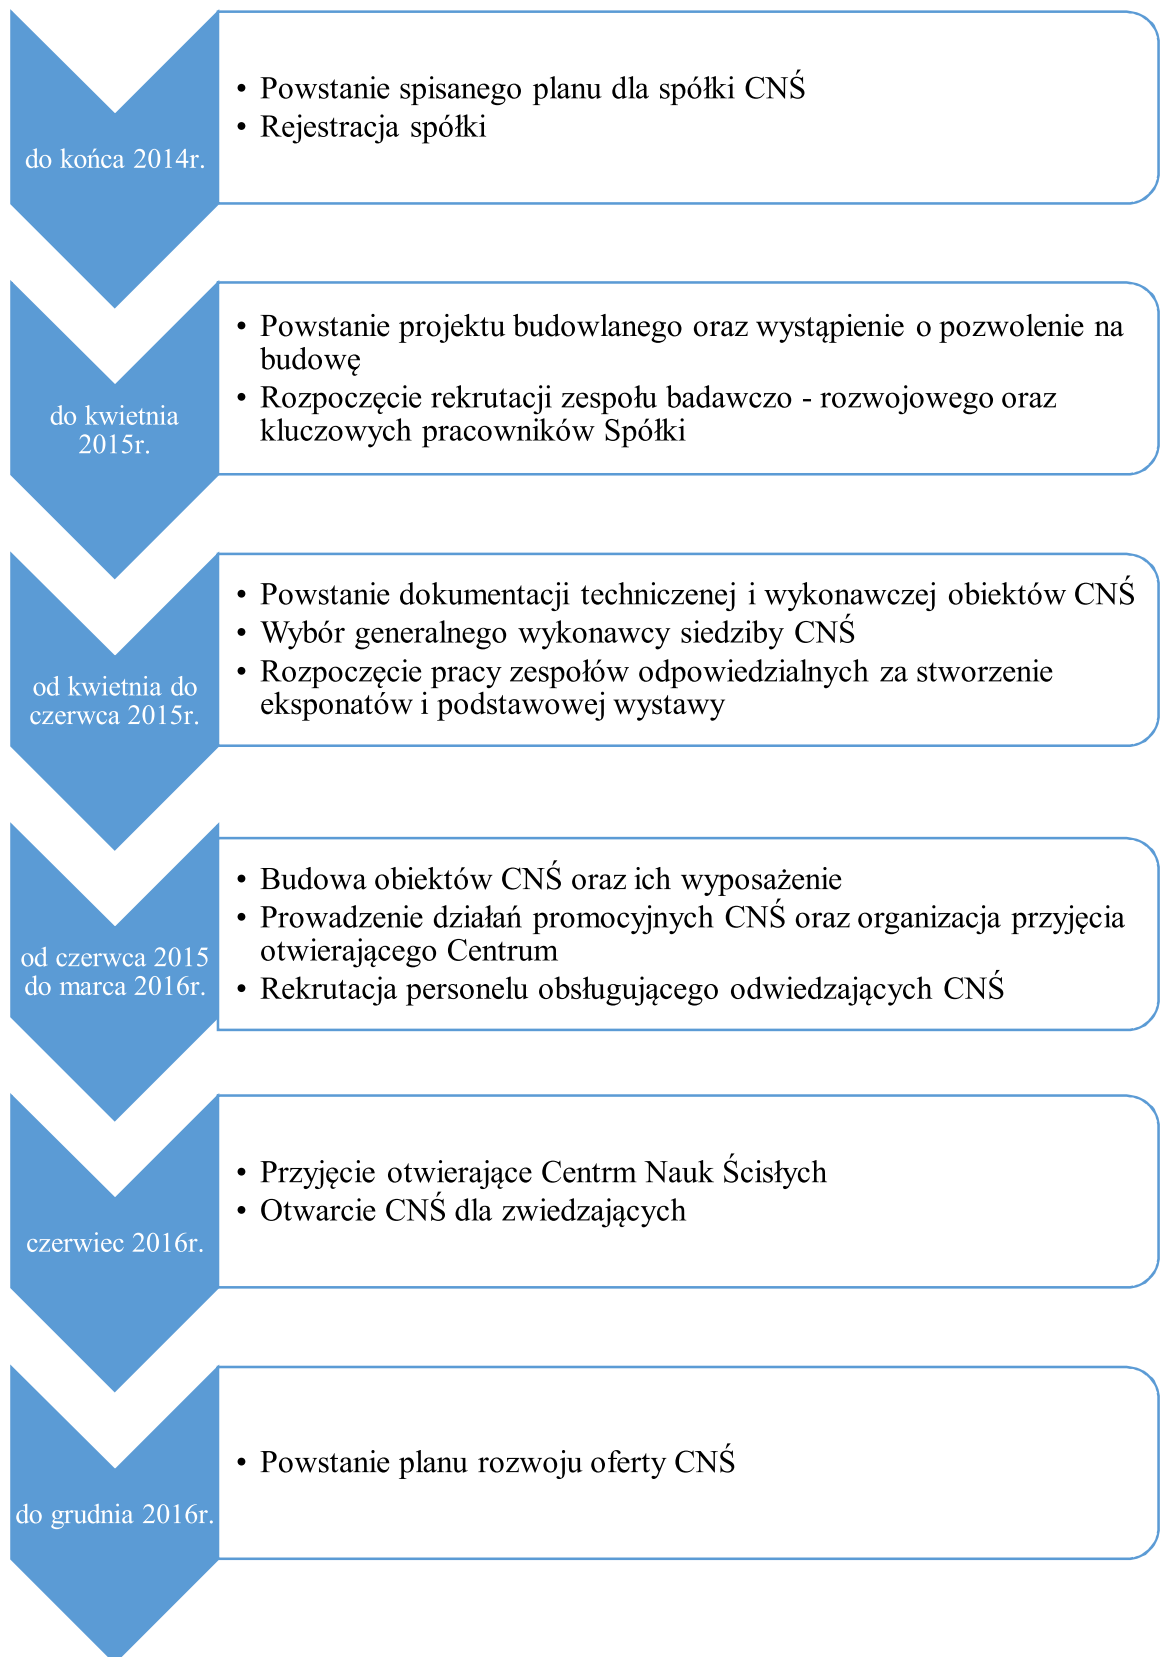 do końca 2014r.
• Powstanie spisanego planu dla spółki CNŚ
• Rejestracja spółki
do kwietnia
2015r.
• Powstanie projektu budowlanego oraz wystąpienie o pozwolenie na
budowę
• Rozpoczęcie rekrutacji zespołu badawczo - rozwojowego oraz
kluczowych pracowników Spółki
od kwietnia do
czerwca 2015r.
• Powstanie dokumentacji techniczenej i wykonawczej obiektów CNŚ
• Wybór generalnego wykonawcy siedziby CNŚ
• Rozpoczęcie pracy zespołów odpowiedzialnych za stworzenie
eksponatów i podstawowej wystawy
od czerwca 2015
do marca 2016r.
• Budowa obiektów CNŚ oraz ich wyposażenie
• Prowadzenie działań promocyjnych CNŚ oraz organizacja przyjęcia
otwierającego Centrum
• Rekrutacja personelu obsługującego odwiedzających CNŚ
czerwiec 2016r.
• Przyjęcie otwierające Centrm Nauk Ścisłych
• Otwarcie CNŚ dla zwiedzających
do grudnia 2016r.
• Powstanie planu rozwoju oferty CNŚ